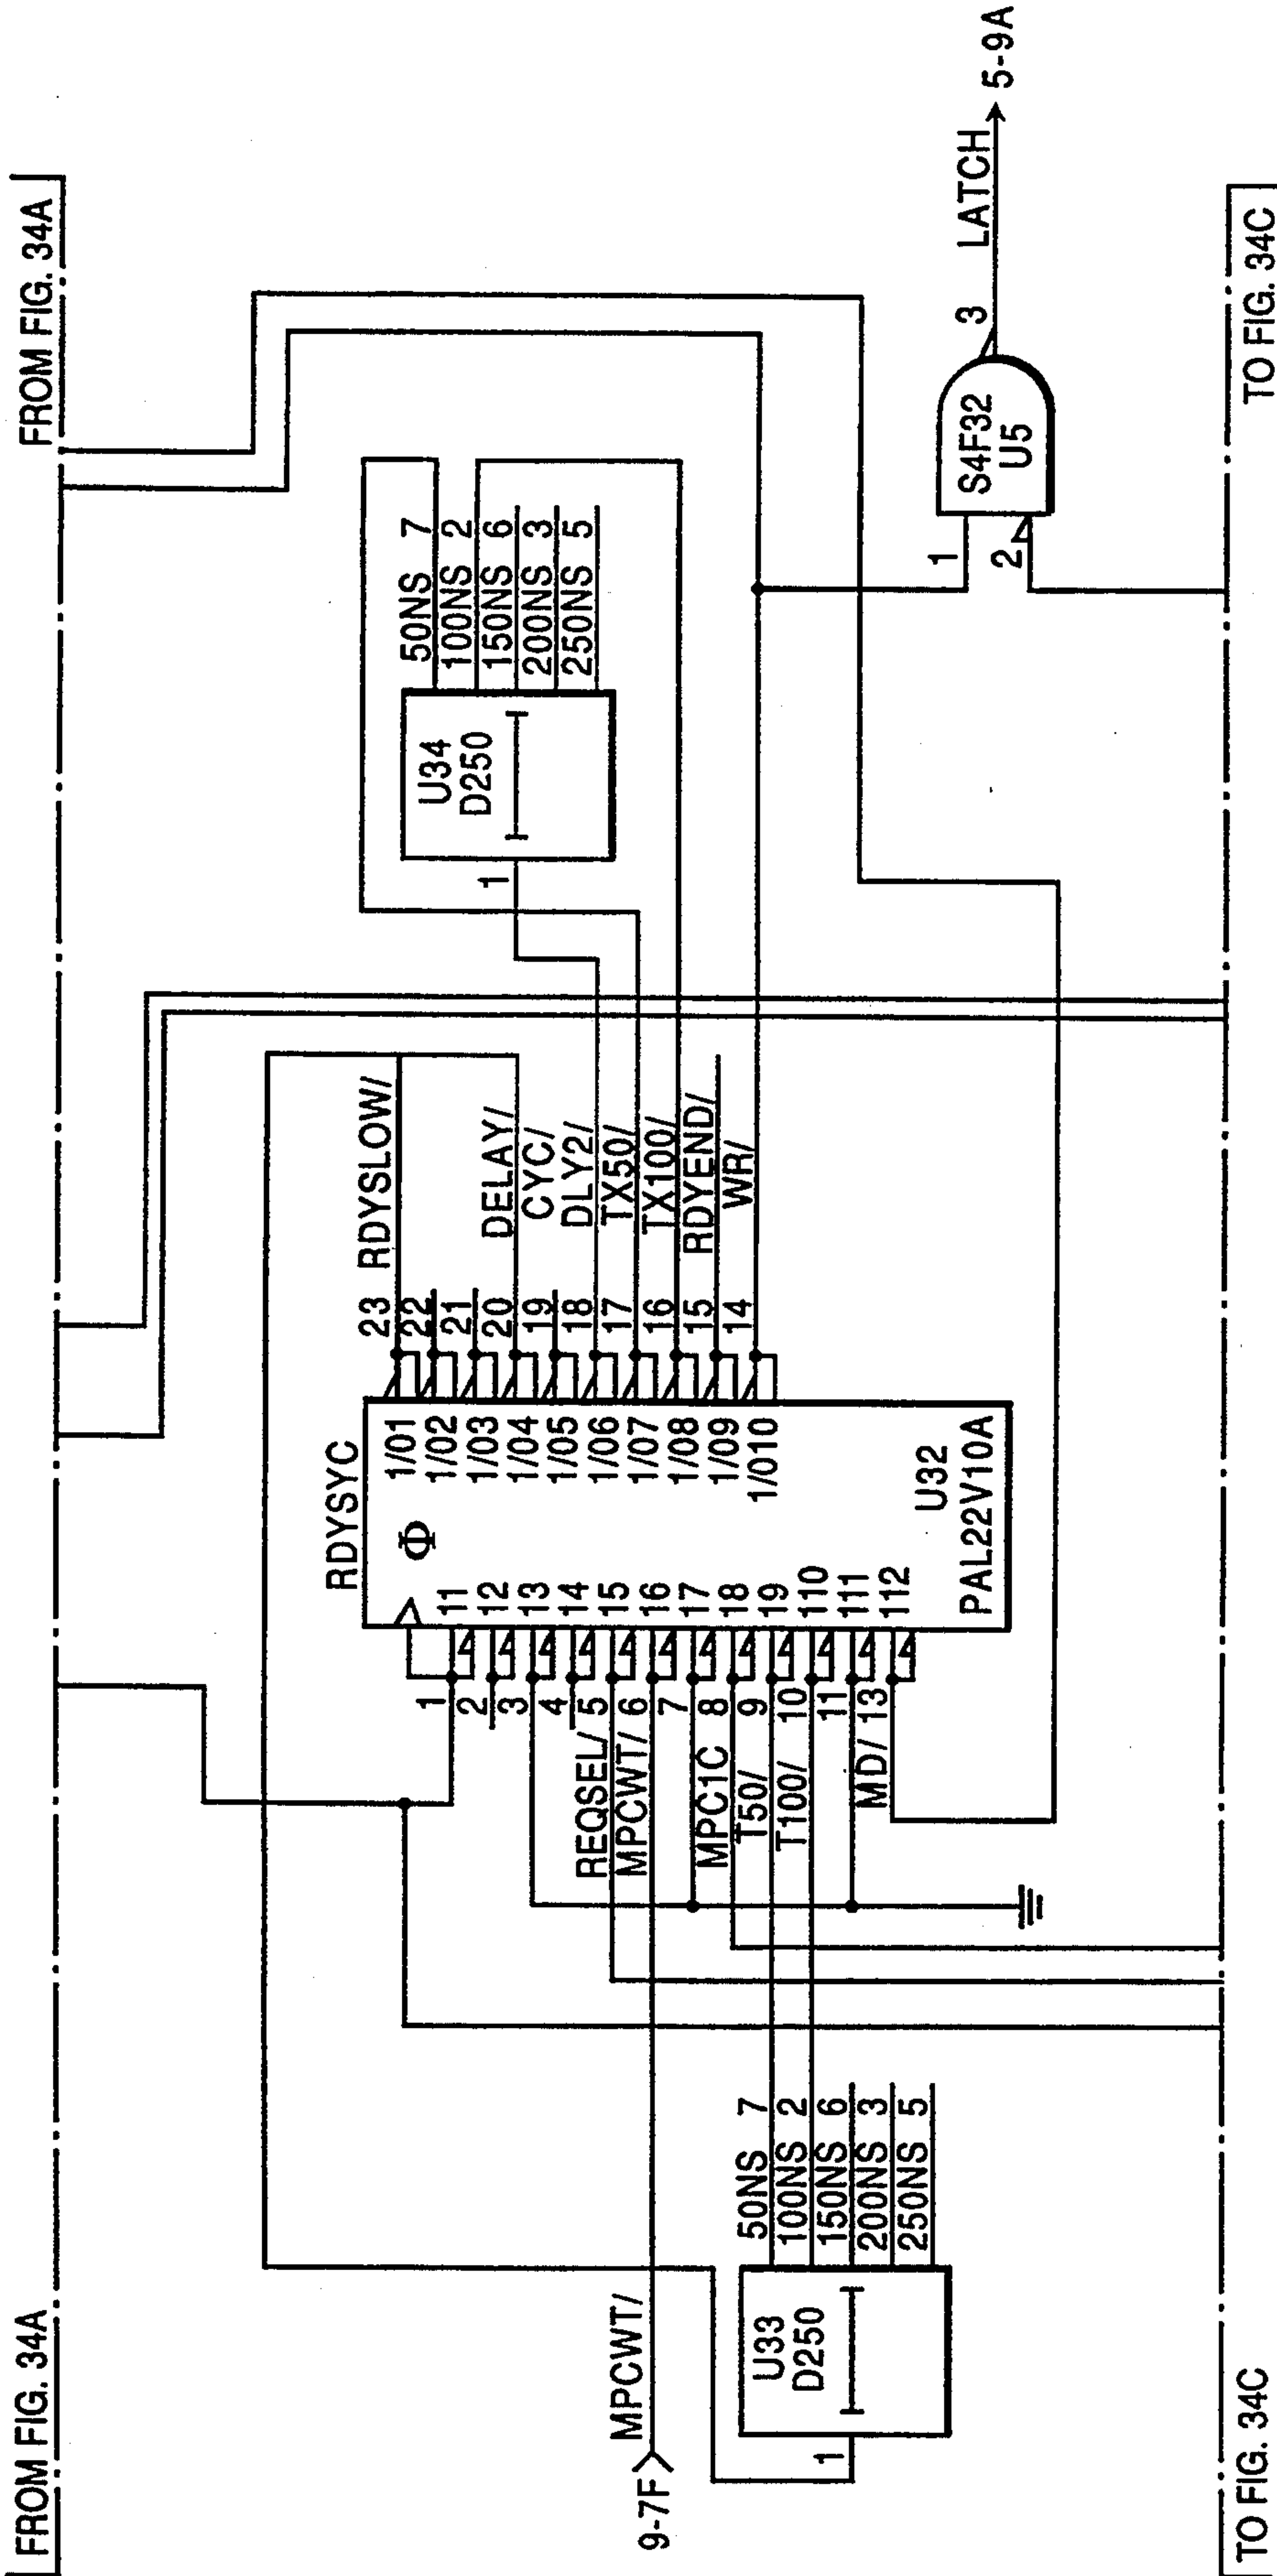 FROM FIG. 34A
FROM FIG. 34A
RDYSYC
Φ
11
12
13
14
15
16
17
18
19
110
111
112
1/01
1/02
1/03
1/04
1/05
1/06
1/07
1/08
1/09
1/010
U32
PAL22V10A
1
2
3
4
REQSEL/ 5
MPCWT/ 6
7
MPC1C 8
T50/ 9
T100/ 10
11
MD/ 13
23 RDYSLOW/
22
21
20 DELAY/
19 CYC/
18 DLY2/
17 TX50/
16 TX100/
15 RDYEND/
14 WR/
9-7F
MPCWT/
1
U33
D250
50NS 7
100NS 2
150NS 6
200NS 3
250NS 5
1
U34
D250
50NS 7
100NS 2
150NS 6
200NS 3
250NS 5
1
2
S4F32
U5
3
LATCH
5-9A
TO FIG. 34C
TO FIG. 34C